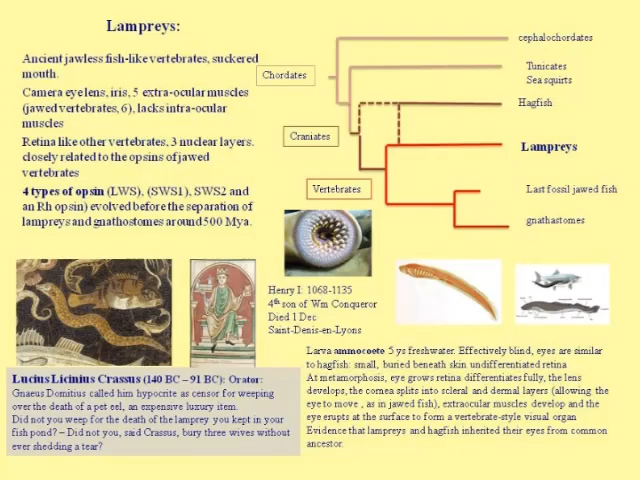 Lampreys:
Ancient jawless fish-like vertebrates, suckered
mouth.
Camera eye lens, iris, 5 extra-ocular muscles
(jawed vertebrates, 6), lacks intra-ocular
muscles
Retina like other vertebrates, 3 nuclear layers.
closely related to the opsins of jawed
vertebrates
4 types of opsin (LWS), (SWS1), SWS2 and
an Rh opsin) evolved before the separation of
lampreys and gnathostomes around 500 Mya.
Chordates
Craniates
Vertebrates
cephalochordates
Tunicates
Sea squirts
Hagfish
Lampreys
Last fossil jawed fish
gnathastomes
Henry I: 1068-1135
4th son of Wm Conqueror
Died 1 Dec
Saint-Denis-en-Lyons
Lucius Licinius Crassus (140 BC – 91 BC): Orator:
Gnaeus Domitius called him hypocrite as censor for weeping
over the death of a pet eel, an expensive luxury item.
Did not you weep for the death of the lamprey you kept in your
fish pond? – Did not you, said Crassus, bury three wives without
ever shedding a tear?
Larva ammocoete 5 ys freshwater. Effectively blind, eyes are similar
to hagfish: small, buried beneath skin undifferentiated retina
At metamorphosis, eye grows retina differentiates fully, the lens
develops, the cornea splits into scleral and dermal layers (allowing the
eye to move , as in jawed fish), extraocular muscles develop and the
eye erupts at the surface to form a vertebrate-style visual organ
Evidence that lampreys and hagfish inherited their eyes from common
ancestor.